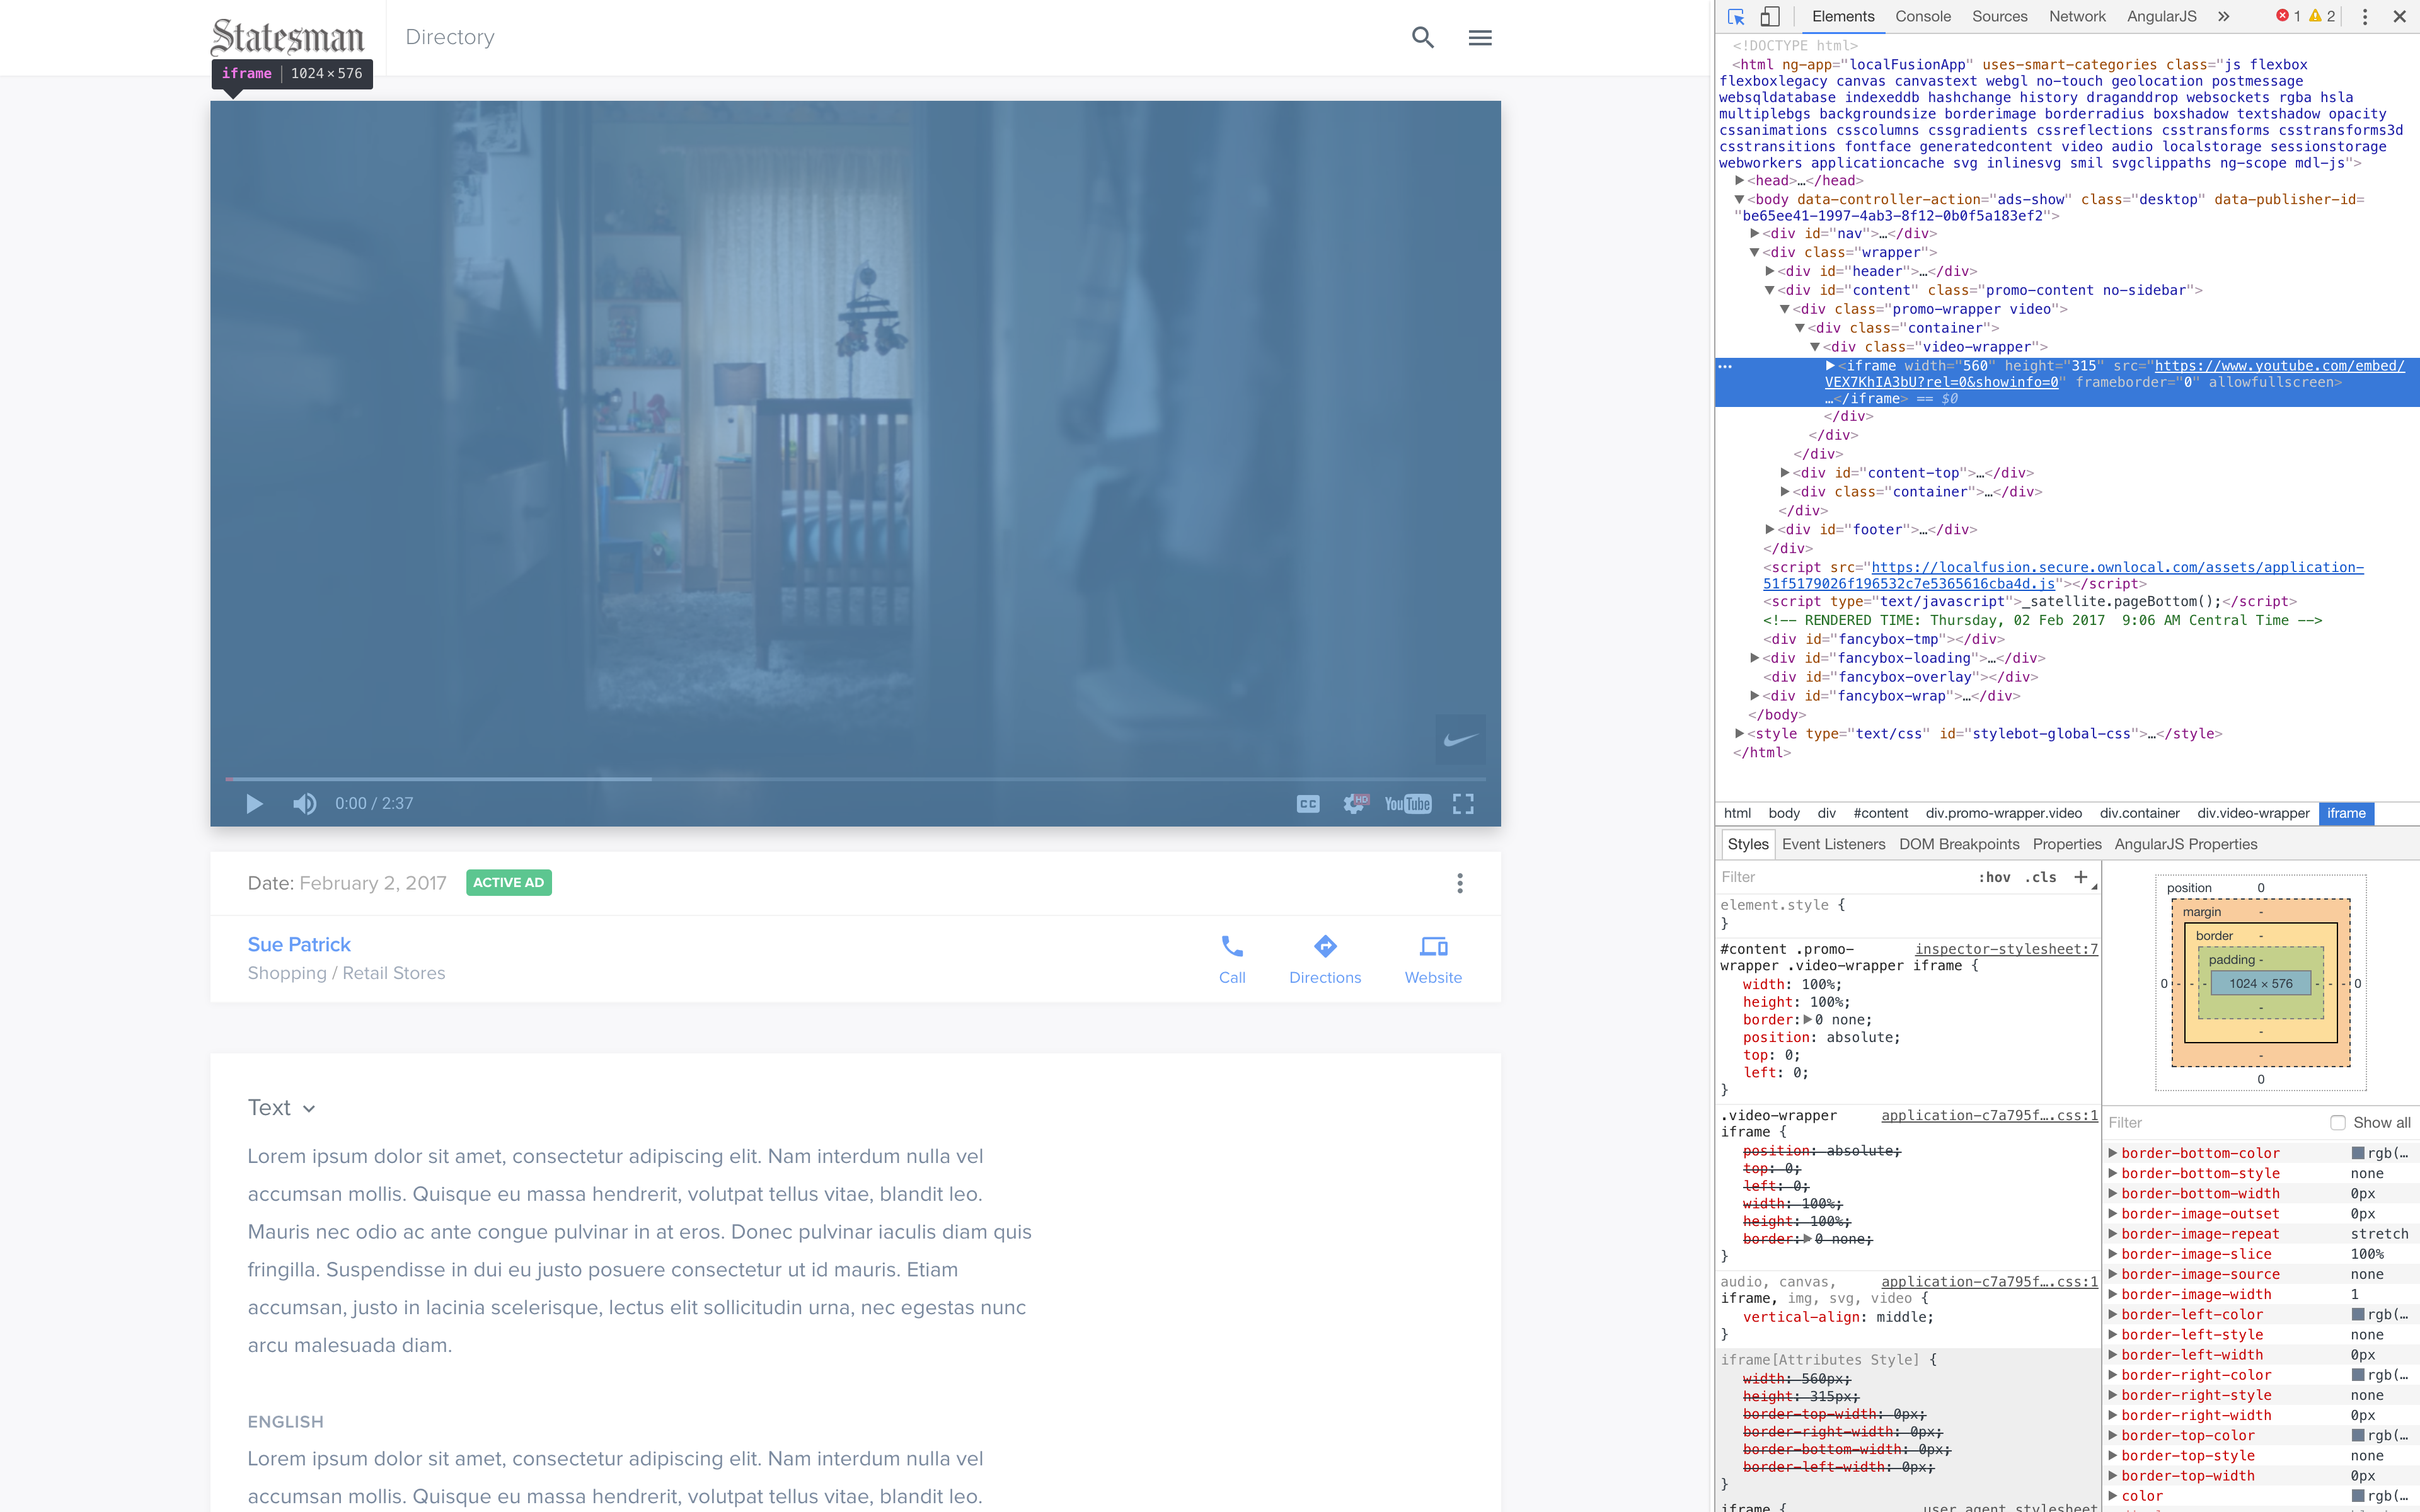 Statesman
Directory
iframe 1024 × 576
0:00 / 2:37
CC
HD
YouTube
Date: February 2, 2017 ACTIVE AD
Sue Patrick
Shopping / Retail Stores
Call Directions Website
Text
Lorem ipsum dolor sit amet, consectetur adipiscing elit. Nam interdum nulla vel
accumsan mollis. Quisque eu massa hendrerit, volutpat tellus vitae, blandit leo.
Mauris nec odio ac ante congue pulvinar in at eros. Donec pulvinar iaculis diam quis
fringilla. Suspendisse in dui eu justo posuere consectetur ut id mauris. Etiam
accumsan, justo in lacinia scelerisque, lectus elit sollicitudin urna, nec egestas nunc
arcu malesuada diam.
ENGLISH
Lorem ipsum dolor sit amet, consectetur adipiscing elit. Nam interdum nulla vel
accumsan mollis. Quisque eu massa hendrerit, volutpat tellus vitae, blandit leo.
Elements Console Sources Network AngularJS » 1 2
<!DOCTYPE html>
<html ng-app="localFusionApp" uses-smart-categories class="js flexbox
flexboxlegacy canvas canvastext webgl no-touch geolocation postmessage
websqldatabase indexeddb hashchange history draganddrop websockets rgba hsla
multiplebgs backgroundsize borderimage borderradius boxshadow textshadow opacity
cssanimations csscolumns cssgradients cssreflections csstransforms csstransforms3d
csstransitions fontface generatedcontent video audio localstorage sessionstorage
webworkers applicationcache svg inlinesvg smil svgclippaths ng-scope mdl-js">
<head>…</head>
<body data-controller-action="ads-show" class="desktop" data-publisher-id=
"be65ee41-1997-4ab3-8f12-0b0f5a183ef2">
<div id="nav">…</div>
<div class="wrapper">
<div id="header">…</div>
<div id="content" class="promo-content no-sidebar">
<div class="promo-wrapper video">
<div class="container">
<div class="video-wrapper">
<iframe width="560" height="315" src="https://www.youtube.com/embed/
VEX7KhIA3bU?rel=0&showinfo=0" frameborder="0" allowfullscreen>
…</iframe> == $0
</div>
</div>
</div>
<div id="content-top">…</div>
<div class="container">…</div>
</div>
<div id="footer">…</div>
</div>
<script src="https://localfusion.secure.ownlocal.com/assets/application-
51f5179026f196532c7e5365616cba4d.js"></script>
<script type="text/javascript">_satellite.pageBottom();</script>
<!-- RENDERED TIME: Thursday, 02 Feb 2017  9:06 AM Central Time -->
<div id="fancybox-tmp"></div>
<div id="fancybox-loading">…</div>
<div id="fancybox-overlay"></div>
<div id="fancybox-wrap">…</div>
</body>
<style type="text/css" id="stylebot-global-css">…</style>
</html>
html body div #content div.promo-wrapper.video div.container div.video-wrapper iframe
Styles Event Listeners DOM Breakpoints Properties AngularJS Properties
Filter :hov .cls +
element.style {
}
#content .promo- inspector-stylesheet:7
wrapper .video-wrapper iframe {
width: 100%;
height: 100%;
border: 0 none;
position: absolute;
top: 0;
left: 0;
}
.video-wrapper application-c7a795f….css:1
iframe {
position: absolute;
top: 0;
left: 0;
width: 100%;
height: 100%;
border: 0 none;
}
audio, canvas, application-c7a795f….css:1
iframe, img, svg, video {
vertical-align: middle;
}
iframe[Attributes Style] {
width: 560px;
height: 315px;
border-top-width: 0px;
border-right-width: 0px;
border-bottom-width: 0px;
border-left-width: 0px;
}
iframe { user agent stylesheet
position 0
margin -
border -
padding -
0 - - - 1024 × 576 - - - 0
-
-
-
0
Filter Show all
border-bottom-color rgb(…
border-bottom-style none
border-bottom-width 0px
border-image-outset 0px
border-image-repeat stretch
border-image-slice 100%
border-image-source none
border-image-width 1
border-left-color rgb(…
border-left-style none
border-left-width 0px
border-right-color rgb(…
border-right-style none
border-right-width 0px
border-top-color rgb(…
border-top-style none
border-top-width 0px
color rgb(…